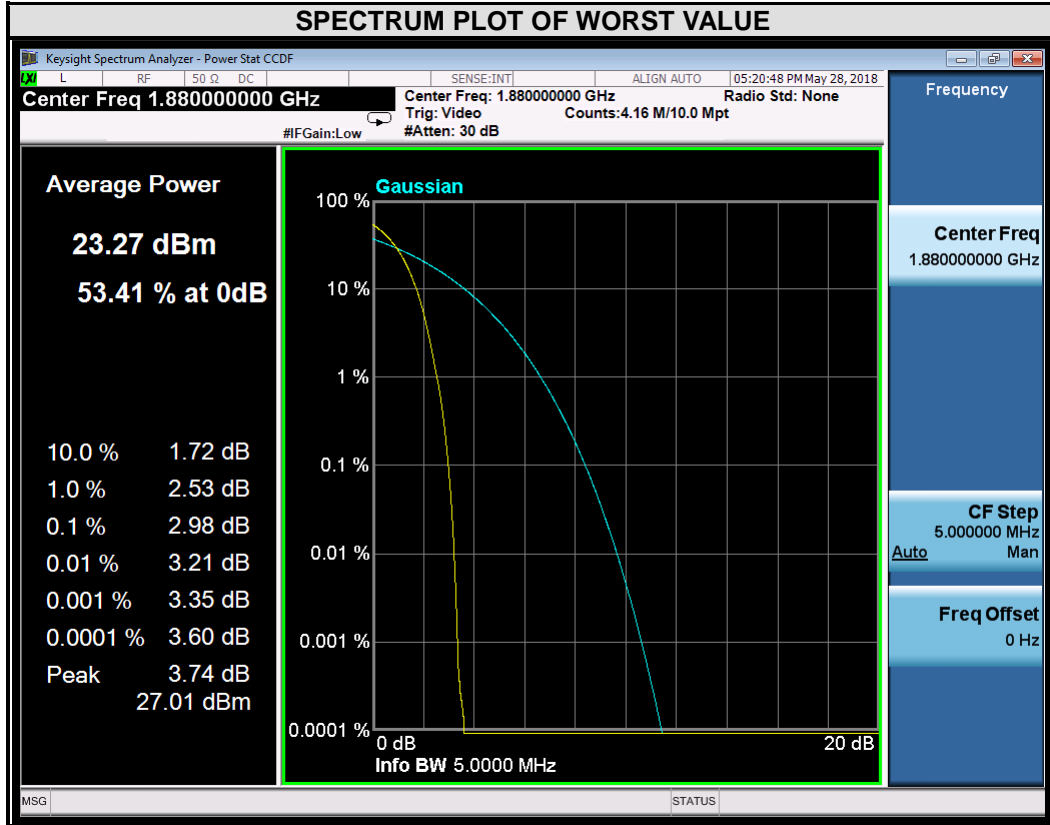 SPECTRUM PLOT OF WORST VALUE
Keysight Spectrum Analyzer - Power Stat CCDF
LXI L RF 50 Ω DC SENSE:INT ALIGN AUTO 05:20:48 PM May 28, 2018
Center Freq 1.880000000 GHz
#IFGain:Low
Center Freq: 1.880000000 GHz Radio Std: None
Trig: Video Counts:4.16 M/10.0 Mpt
#Atten: 30 dB
Average Power
23.27 dBm
53.41 % at 0dB
10.0 % 1.72 dB
1.0 % 2.53 dB
0.1 % 2.98 dB
0.01 % 3.21 dB
0.001 % 3.35 dB
0.0001 % 3.60 dB
Peak 3.74 dB
27.01 dBm
Gaussian
100 %
10 %
1 %
0.1 %
0.01 %
0.001 %
0.0001 %
0 dB 20 dB
Info BW 5.0000 MHz
Frequency
Center Freq
1.880000000 GHz
CF Step
5.000000 MHz
Auto Man
Freq Offset
0 Hz
MSG STATUS